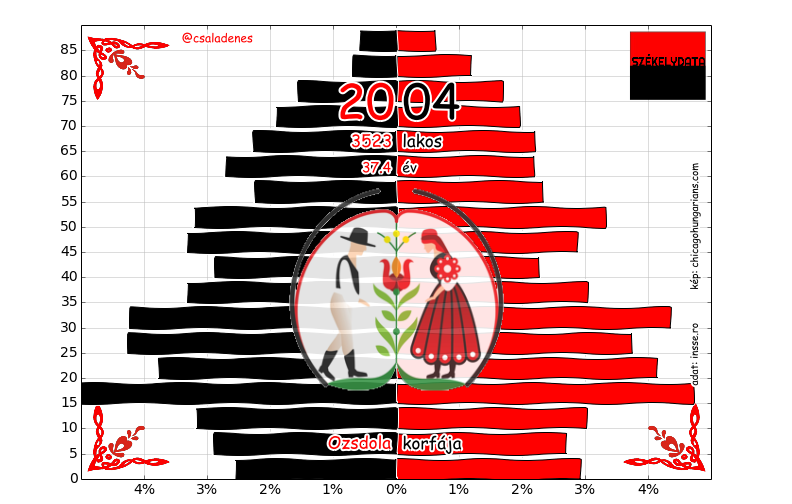 @csaladenes
SZÉKELYDATA
2004
3523 lakos
37.4 év
kép: chicagohungarians.com
adat: insse.ro
Ozsdola korfája
85
80
75
70
65
60
55
50
45
40
35
30
25
20
15
10
5
0
4% 3% 2% 1% 0% 1% 2% 3% 4%